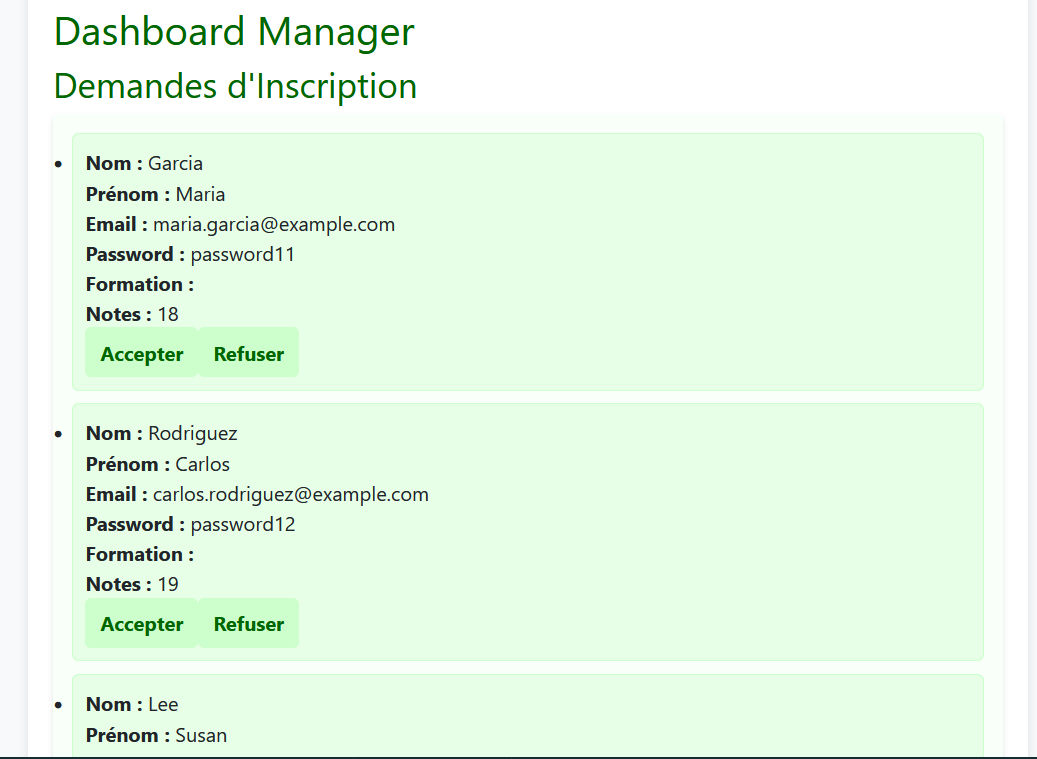 Dashboard Manager
Demandes d'Inscription
Nom : Garcia
Prénom : Maria
Email : maria.garcia@example.com
Password : password11
Formation :
Notes : 18
Accepter Refuser
Nom : Rodriguez
Prénom : Carlos
Email : carlos.rodriguez@example.com
Password : password12
Formation :
Notes : 19
Accepter Refuser
Nom : Lee
Prénom : Susan